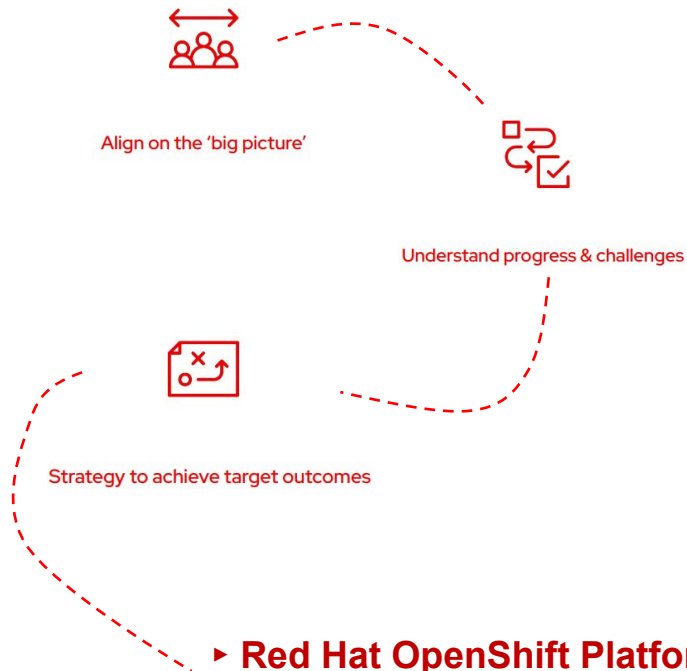 Align on the ‘big picture’
Understand progress & challenges
Strategy to achieve target outcomes
▸ Red Hat OpenShift